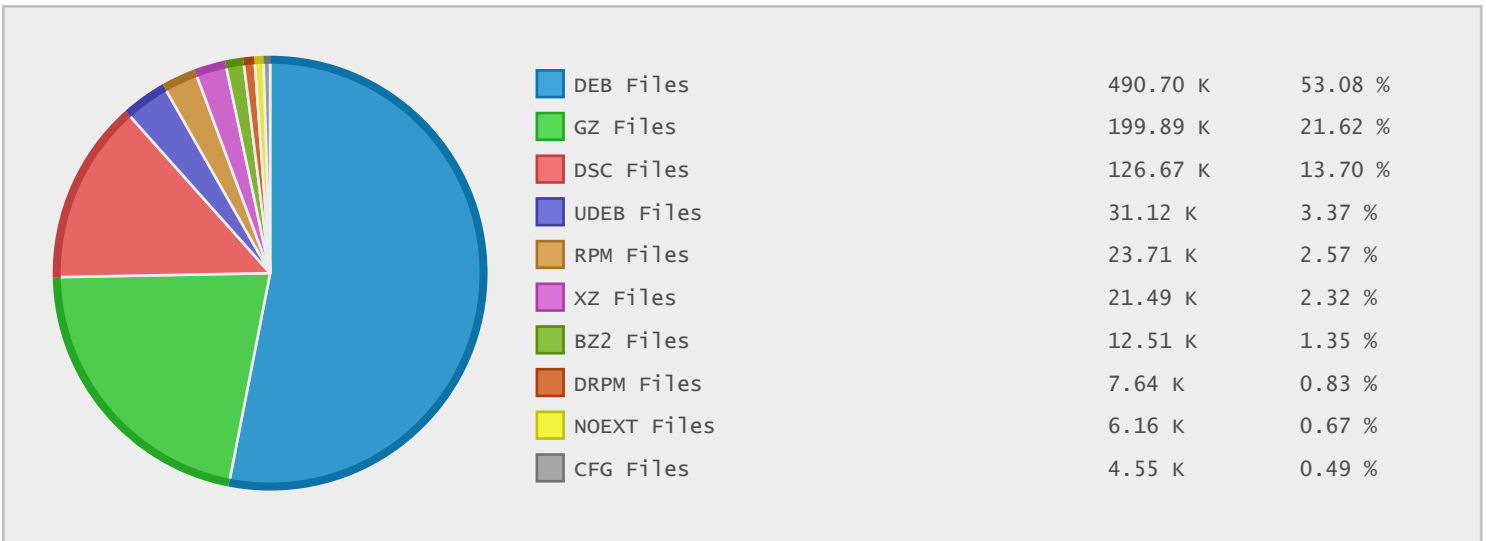 DEB Files 490.70 K 53.08 %
GZ Files 199.89 K 21.62 %
DSC Files 126.67 K 13.70 %
UDEB Files 31.12 K 3.37 %
RPM Files 23.71 K 2.57 %
XZ Files 21.49 K 2.32 %
BZ2 Files 12.51 K 1.35 %
DRPM Files 7.64 K 0.83 %
NOEXT Files 6.16 K 0.67 %
CFG Files 4.55 K 0.49 %